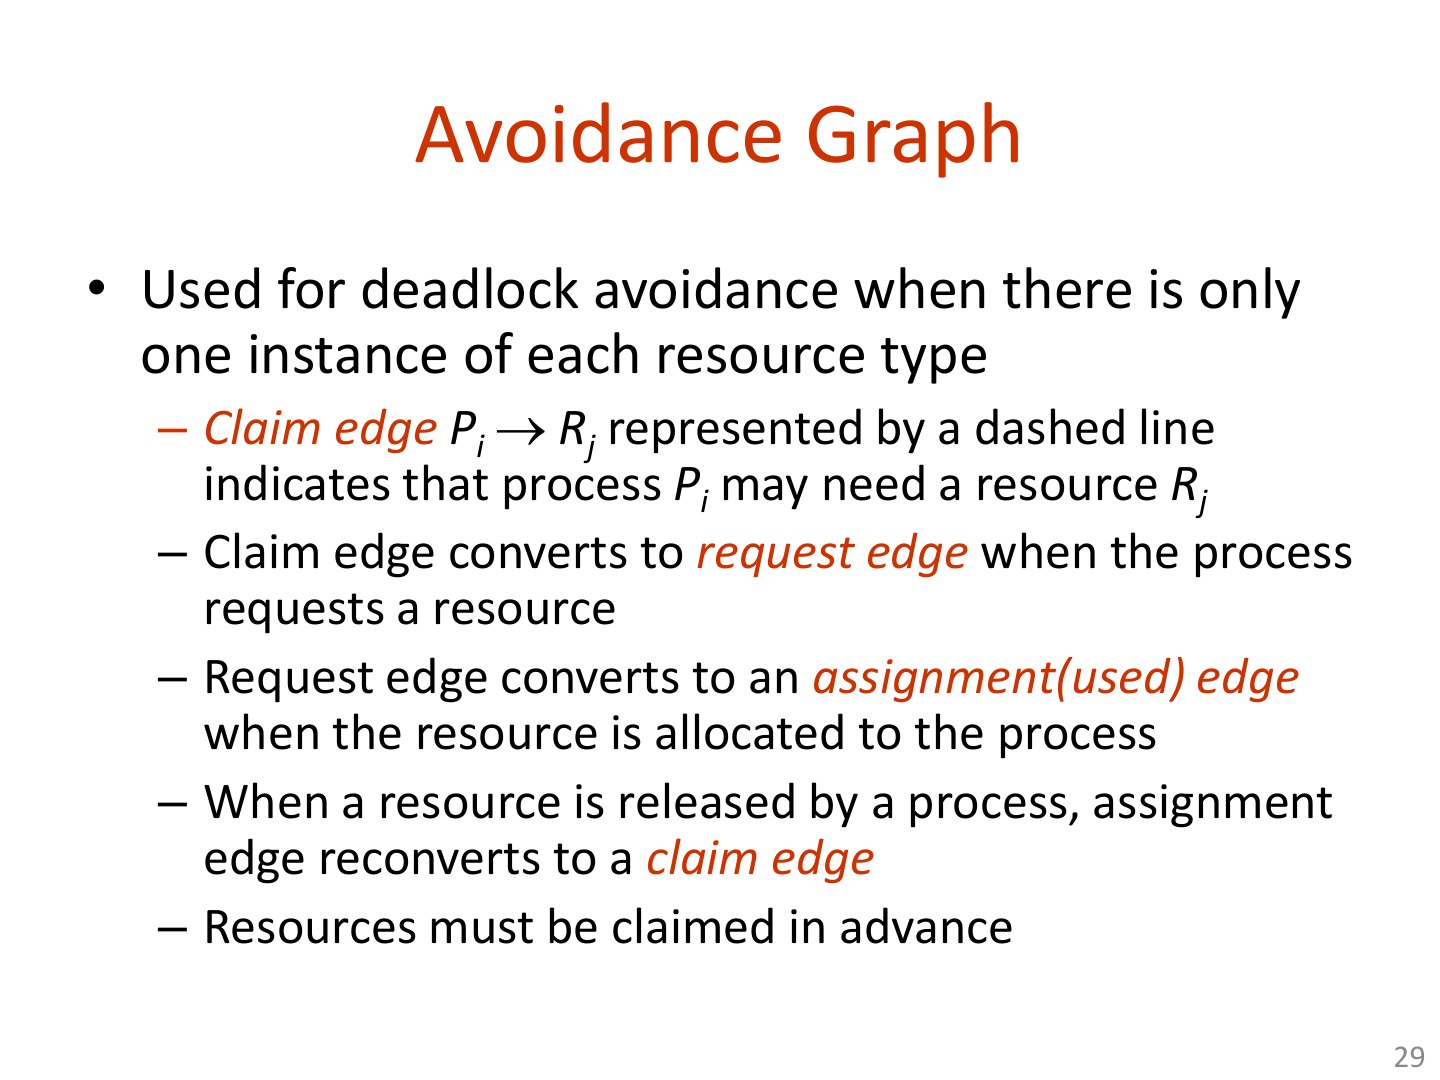 Avoidance Graph
• Used for deadlock avoidance when there is only
one instance of each resource type
– Claim edge Pi → Rj represented by a dashed line
indicates that process Pi may need a resource Rj
– Claim edge converts to request edge when the process
requests a resource
– Request edge converts to an assignment(used) edge
when the resource is allocated to the process
– When a resource is released by a process, assignment
edge reconverts to a claim edge
– Resources must be claimed in advance
29